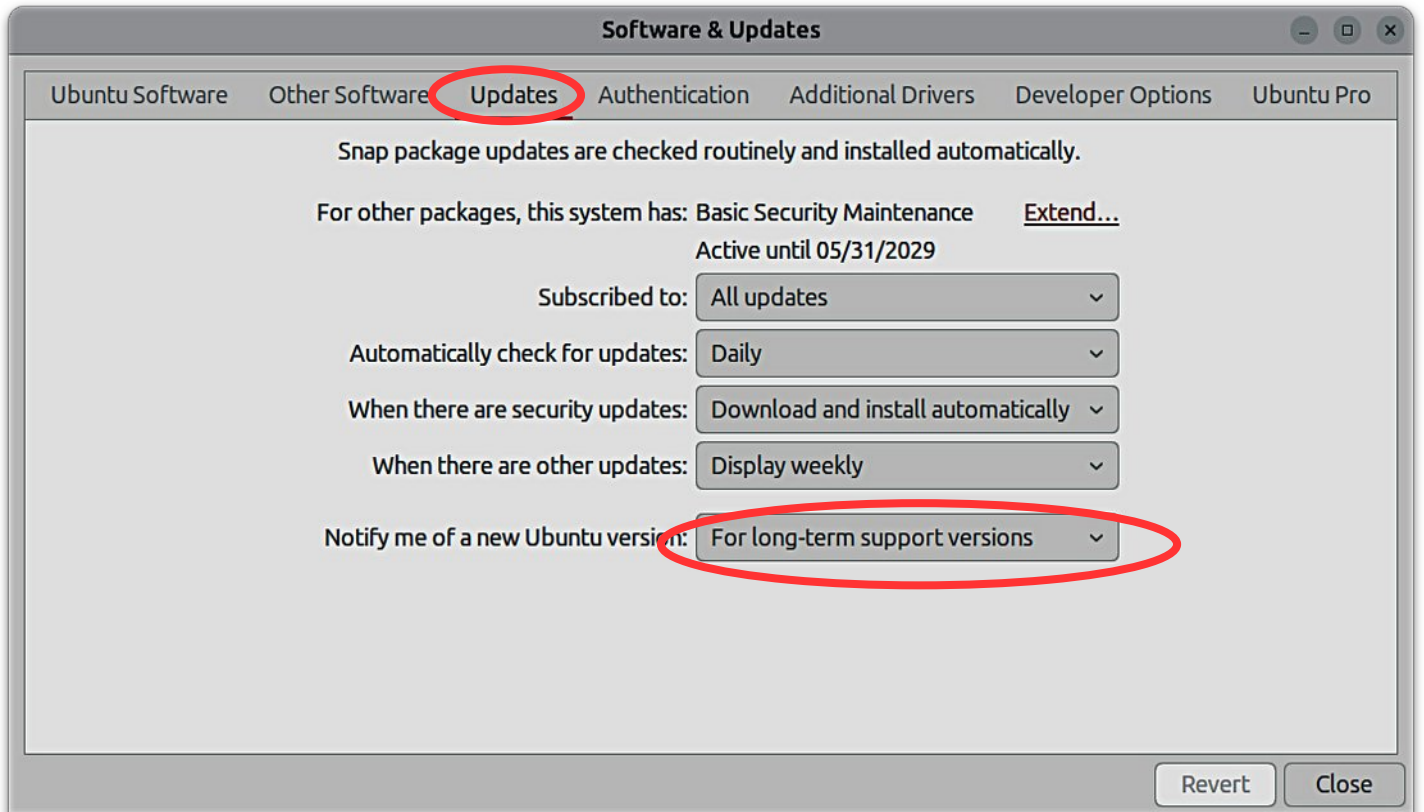 Software & Updates
Ubuntu Software Other Software Updates Authentication Additional Drivers Developer Options Ubuntu Pro
Snap package updates are checked routinely and installed automatically.
For other packages, this system has: Basic Security Maintenance Extend...
Active until 05/31/2029
Subscribed to: All updates
Automatically check for updates: Daily
When there are security updates: Download and install automatically
When there are other updates: Display weekly
Notify me of a new Ubuntu version: For long-term support versions
Revert Close